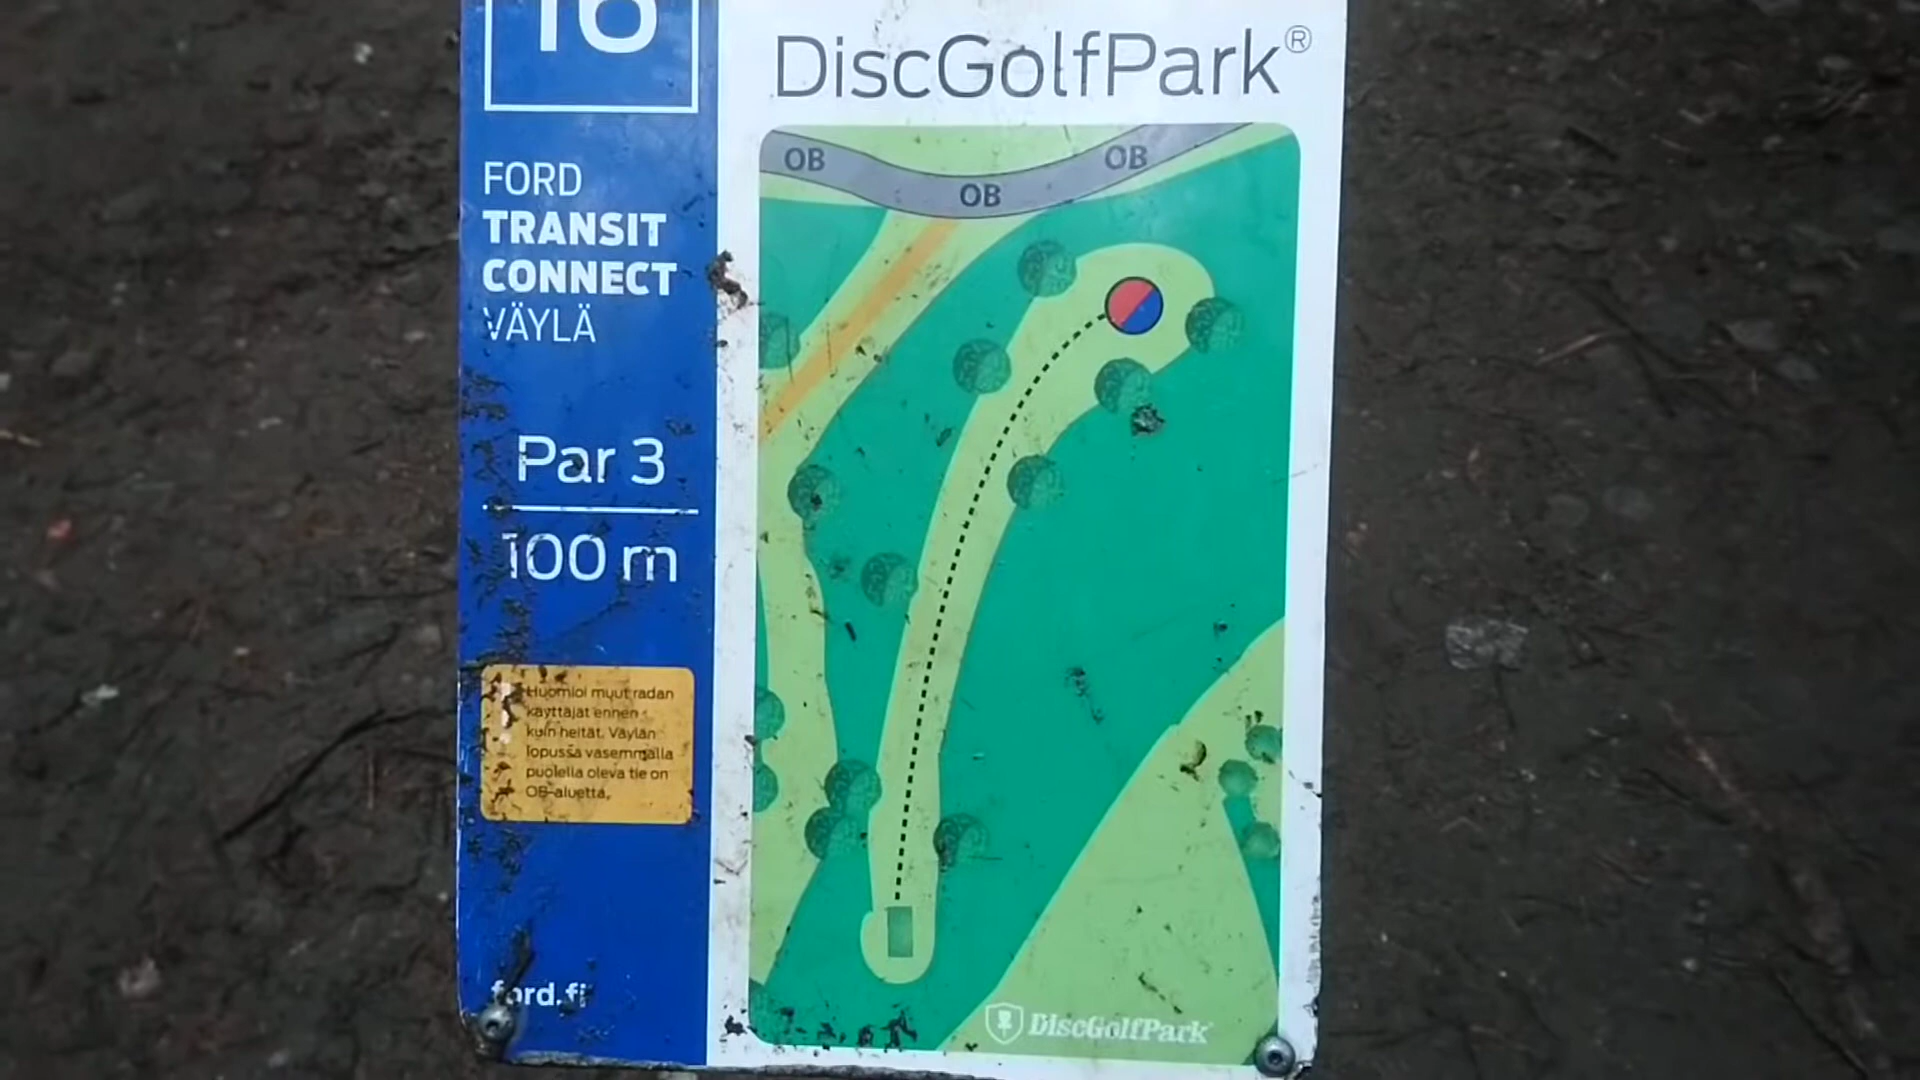 16
FORD
TRANSIT
CONNECT
VÄYLÄ
Par 3
100 m
Huomioi muut radan
käyttäjät ennen
kuin heität. Väylän
lopussa vasemmalla
puolella oleva tie on
OB-aluetta.
ford.fi
DiscGolfPark®
OB
OB
OB
DiscGolfPark